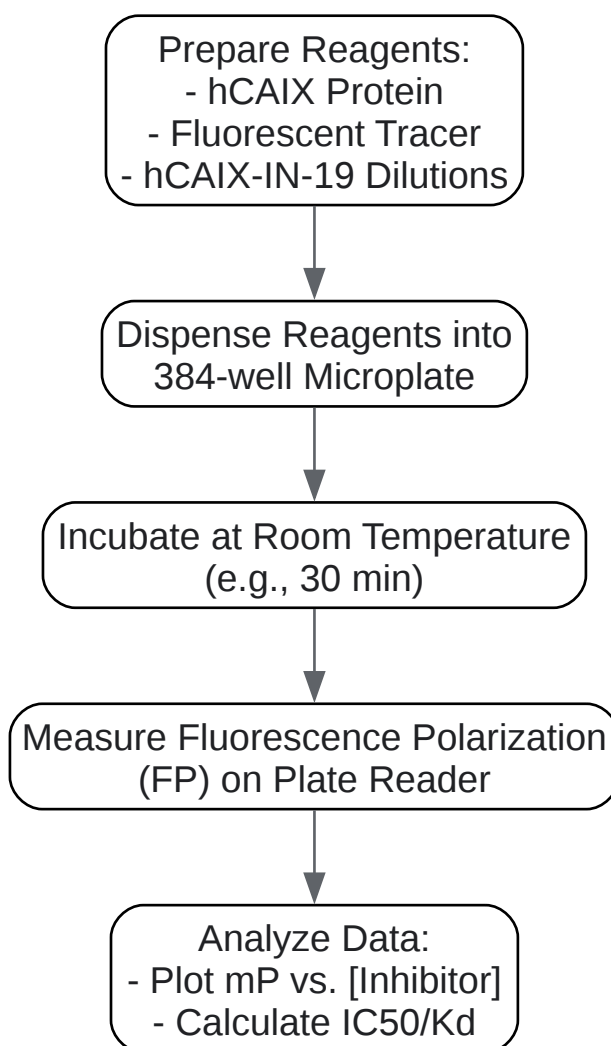 Prepare Reagents:
- hCAIX Protein
- Fluorescent Tracer
- hCAIX-IN-19 Dilutions
Dispense Reagents into
384-well Microplate
Incubate at Room Temperature
(e.g., 30 min)
Measure Fluorescence Polarization
(FP) on Plate Reader
Analyze Data:
- Plot mP vs. [Inhibitor]
- Calculate IC50/Kd